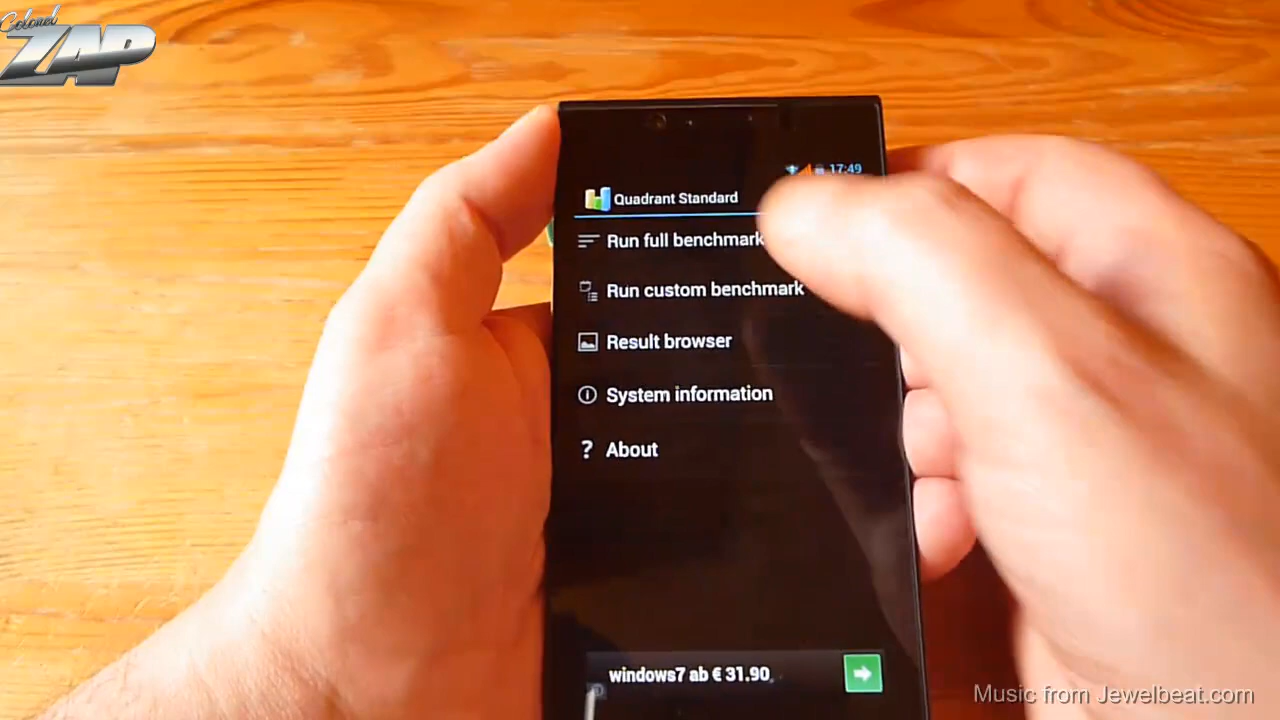 Colonel
ZAP
17:49
Quadrant Standard
Run full benchmark
Run custom benchmark
Result browser
System information
? About
windows7 ab € 31.90
Music from Jewelbeat.com